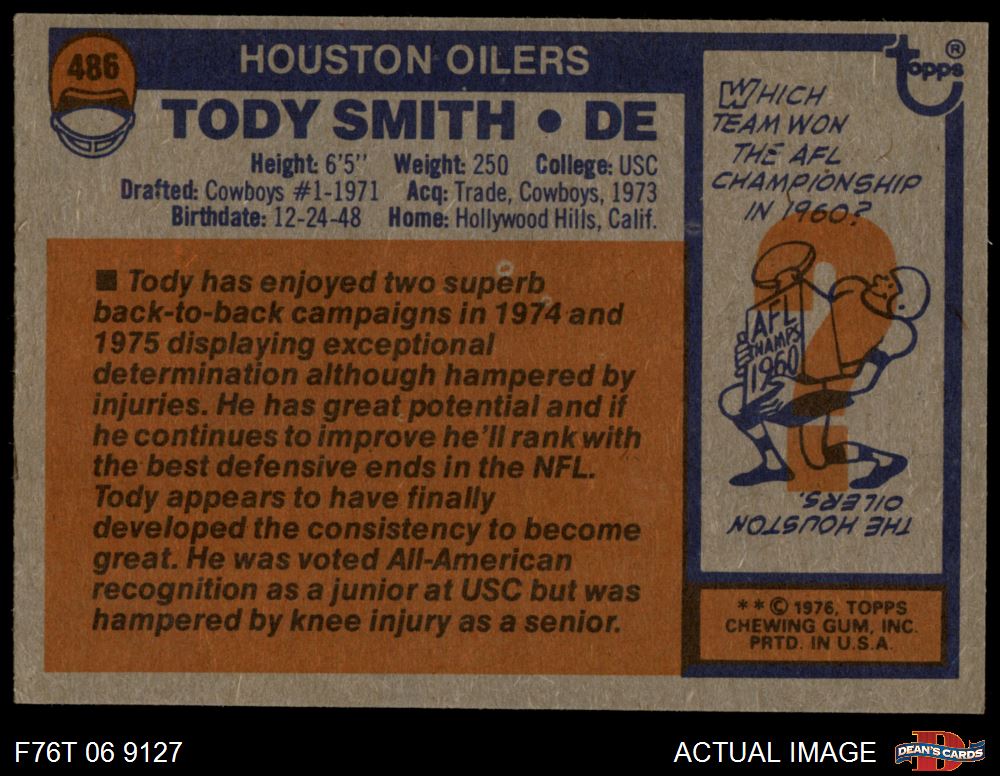 486
HOUSTON OILERS
TODY SMITH • DE
Height: 6'5'' Weight: 250 College: USC
Drafted: Cowboys #1-1971 Acq: Trade, Cowboys, 1973
Birthdate: 12-24-48 Home: Hollywood Hills, Calif.
■ Tody has enjoyed two superb
back-to-back campaigns in 1974 and
1975 displaying exceptional
determination although hampered by
injuries. He has great potential and if
he continues to improve he'll rank with
the best defensive ends in the NFL.
Tody appears to have finally
developed the consistency to become
great. He was voted All-American
recognition as a junior at USC but was
hampered by knee injury as a senior.
Topps ®
WHICH
TEAM WON
THE AFL
CHAMPIONSHIP
IN 1960?
AFL
CHAMPS
1960
THE HOUSTON
OILERS.
** © 1976, TOPPS
CHEWING GUM, INC.
PRTD. IN U.S.A.
F76T 06 9127
ACTUAL IMAGE
DEAN'S CARDS